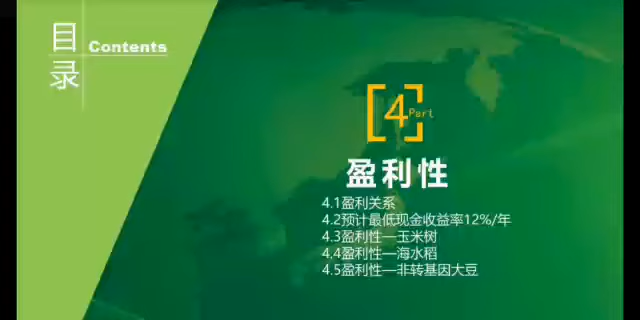 目录
Contents
4
Part
盈利性
4.1盈利关系
4.2预计最低现金收益率12%/年
4.3盈利性—玉米树
4.4盈利性—海水稻
4.5盈利性—非转基因大豆